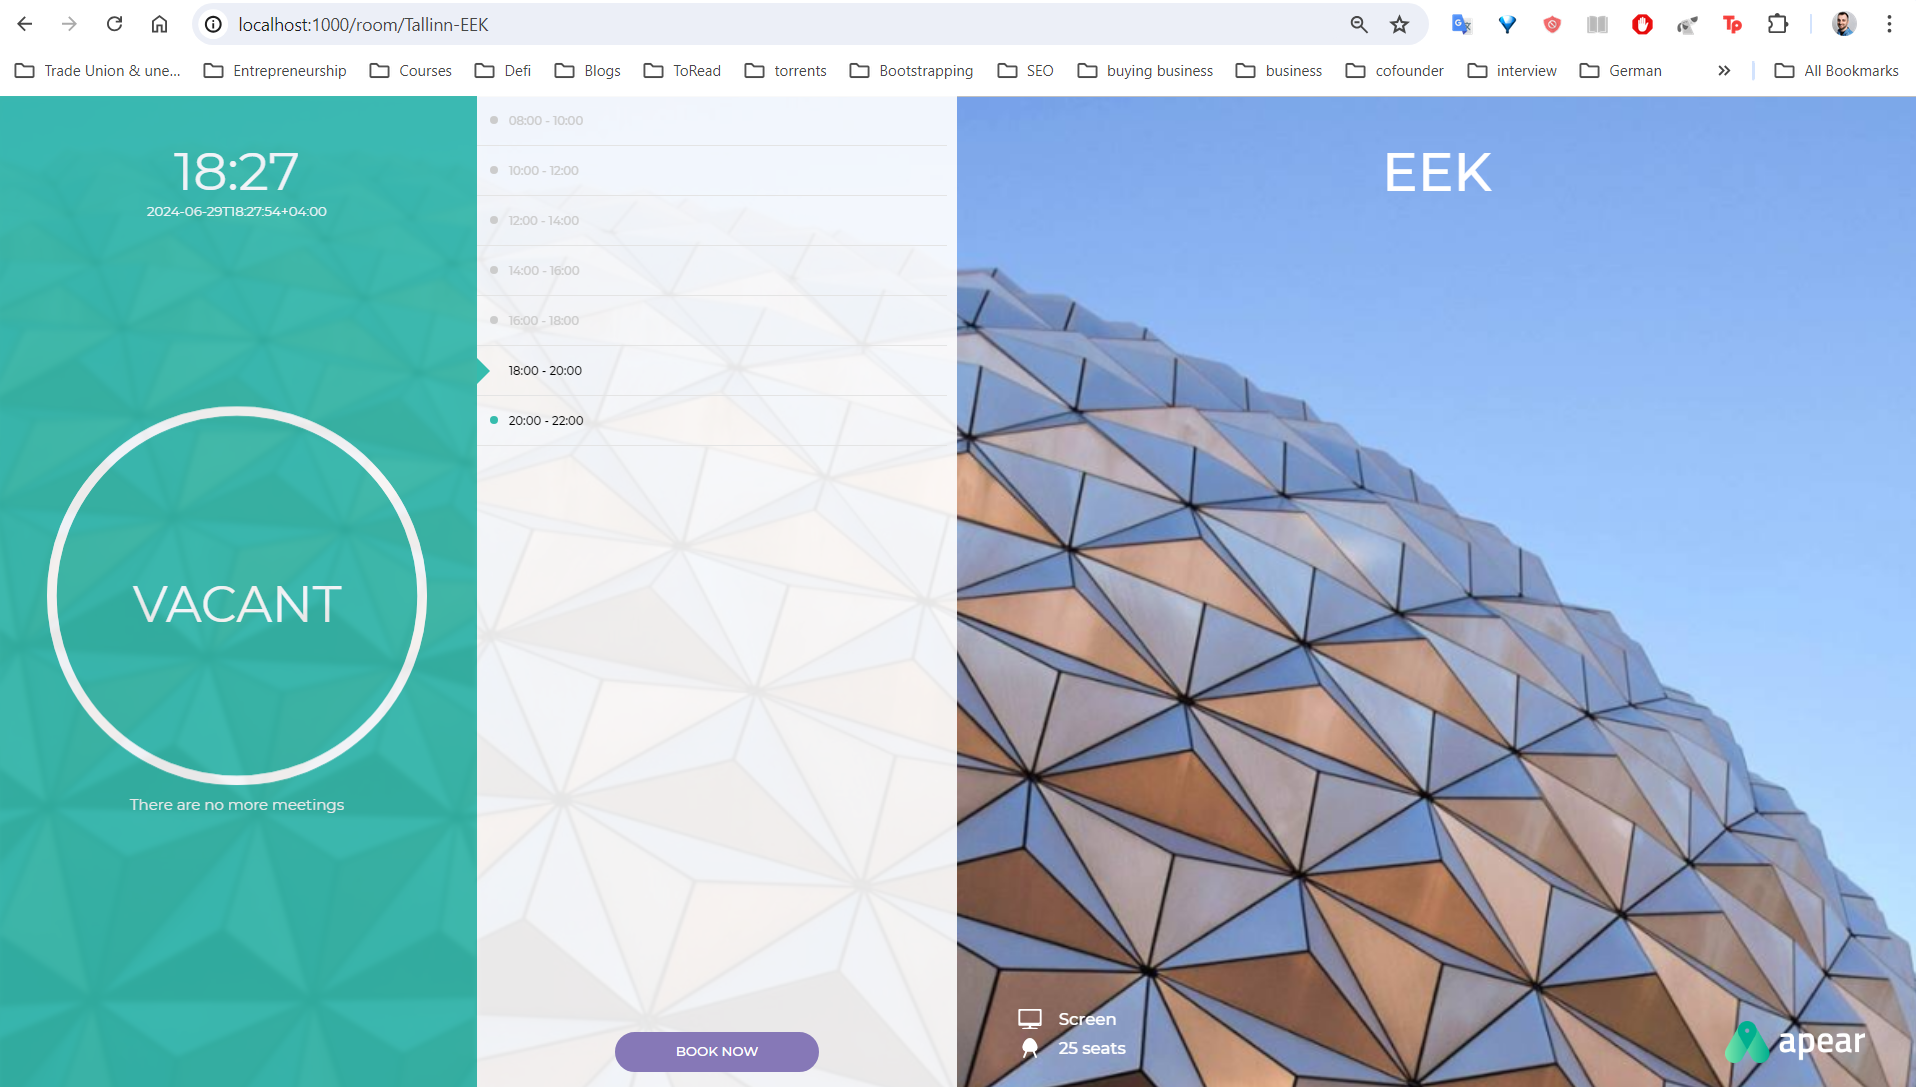 localhost:1000/room/Tallinn-EEK
Trade Union & une... Entrepreneurship Courses Defi Blogs ToRead torrents Bootstrapping SEO buying business business cofounder interview German » All Bookmarks
18:27
2024-06-29T18:27:54+04:00
VACANT
There are no more meetings
08:00 - 10:00
10:00 - 12:00
12:00 - 14:00
14:00 - 16:00
16:00 - 18:00
18:00 - 20:00
20:00 - 22:00
BOOK NOW
EEK
Screen
25 seats
apear